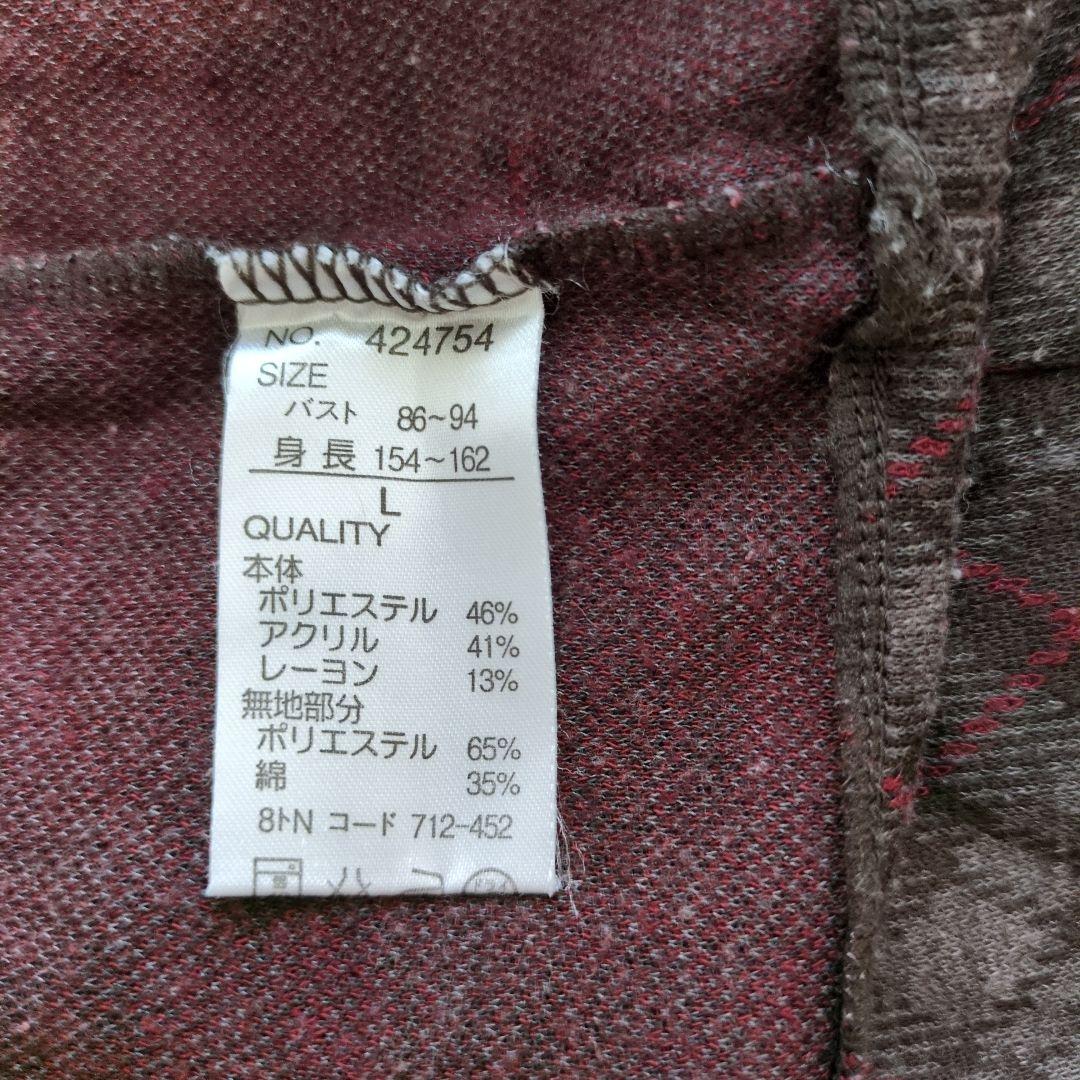 NO. 424754
SIZE
バスト 86~94
身長 154~162
L
QUALITY
本体
ポリエステル 46%
アクリル 41%
レーヨン 13%
無地部分
ポリエステル 65%
綿 35%
8トN コード 712-452